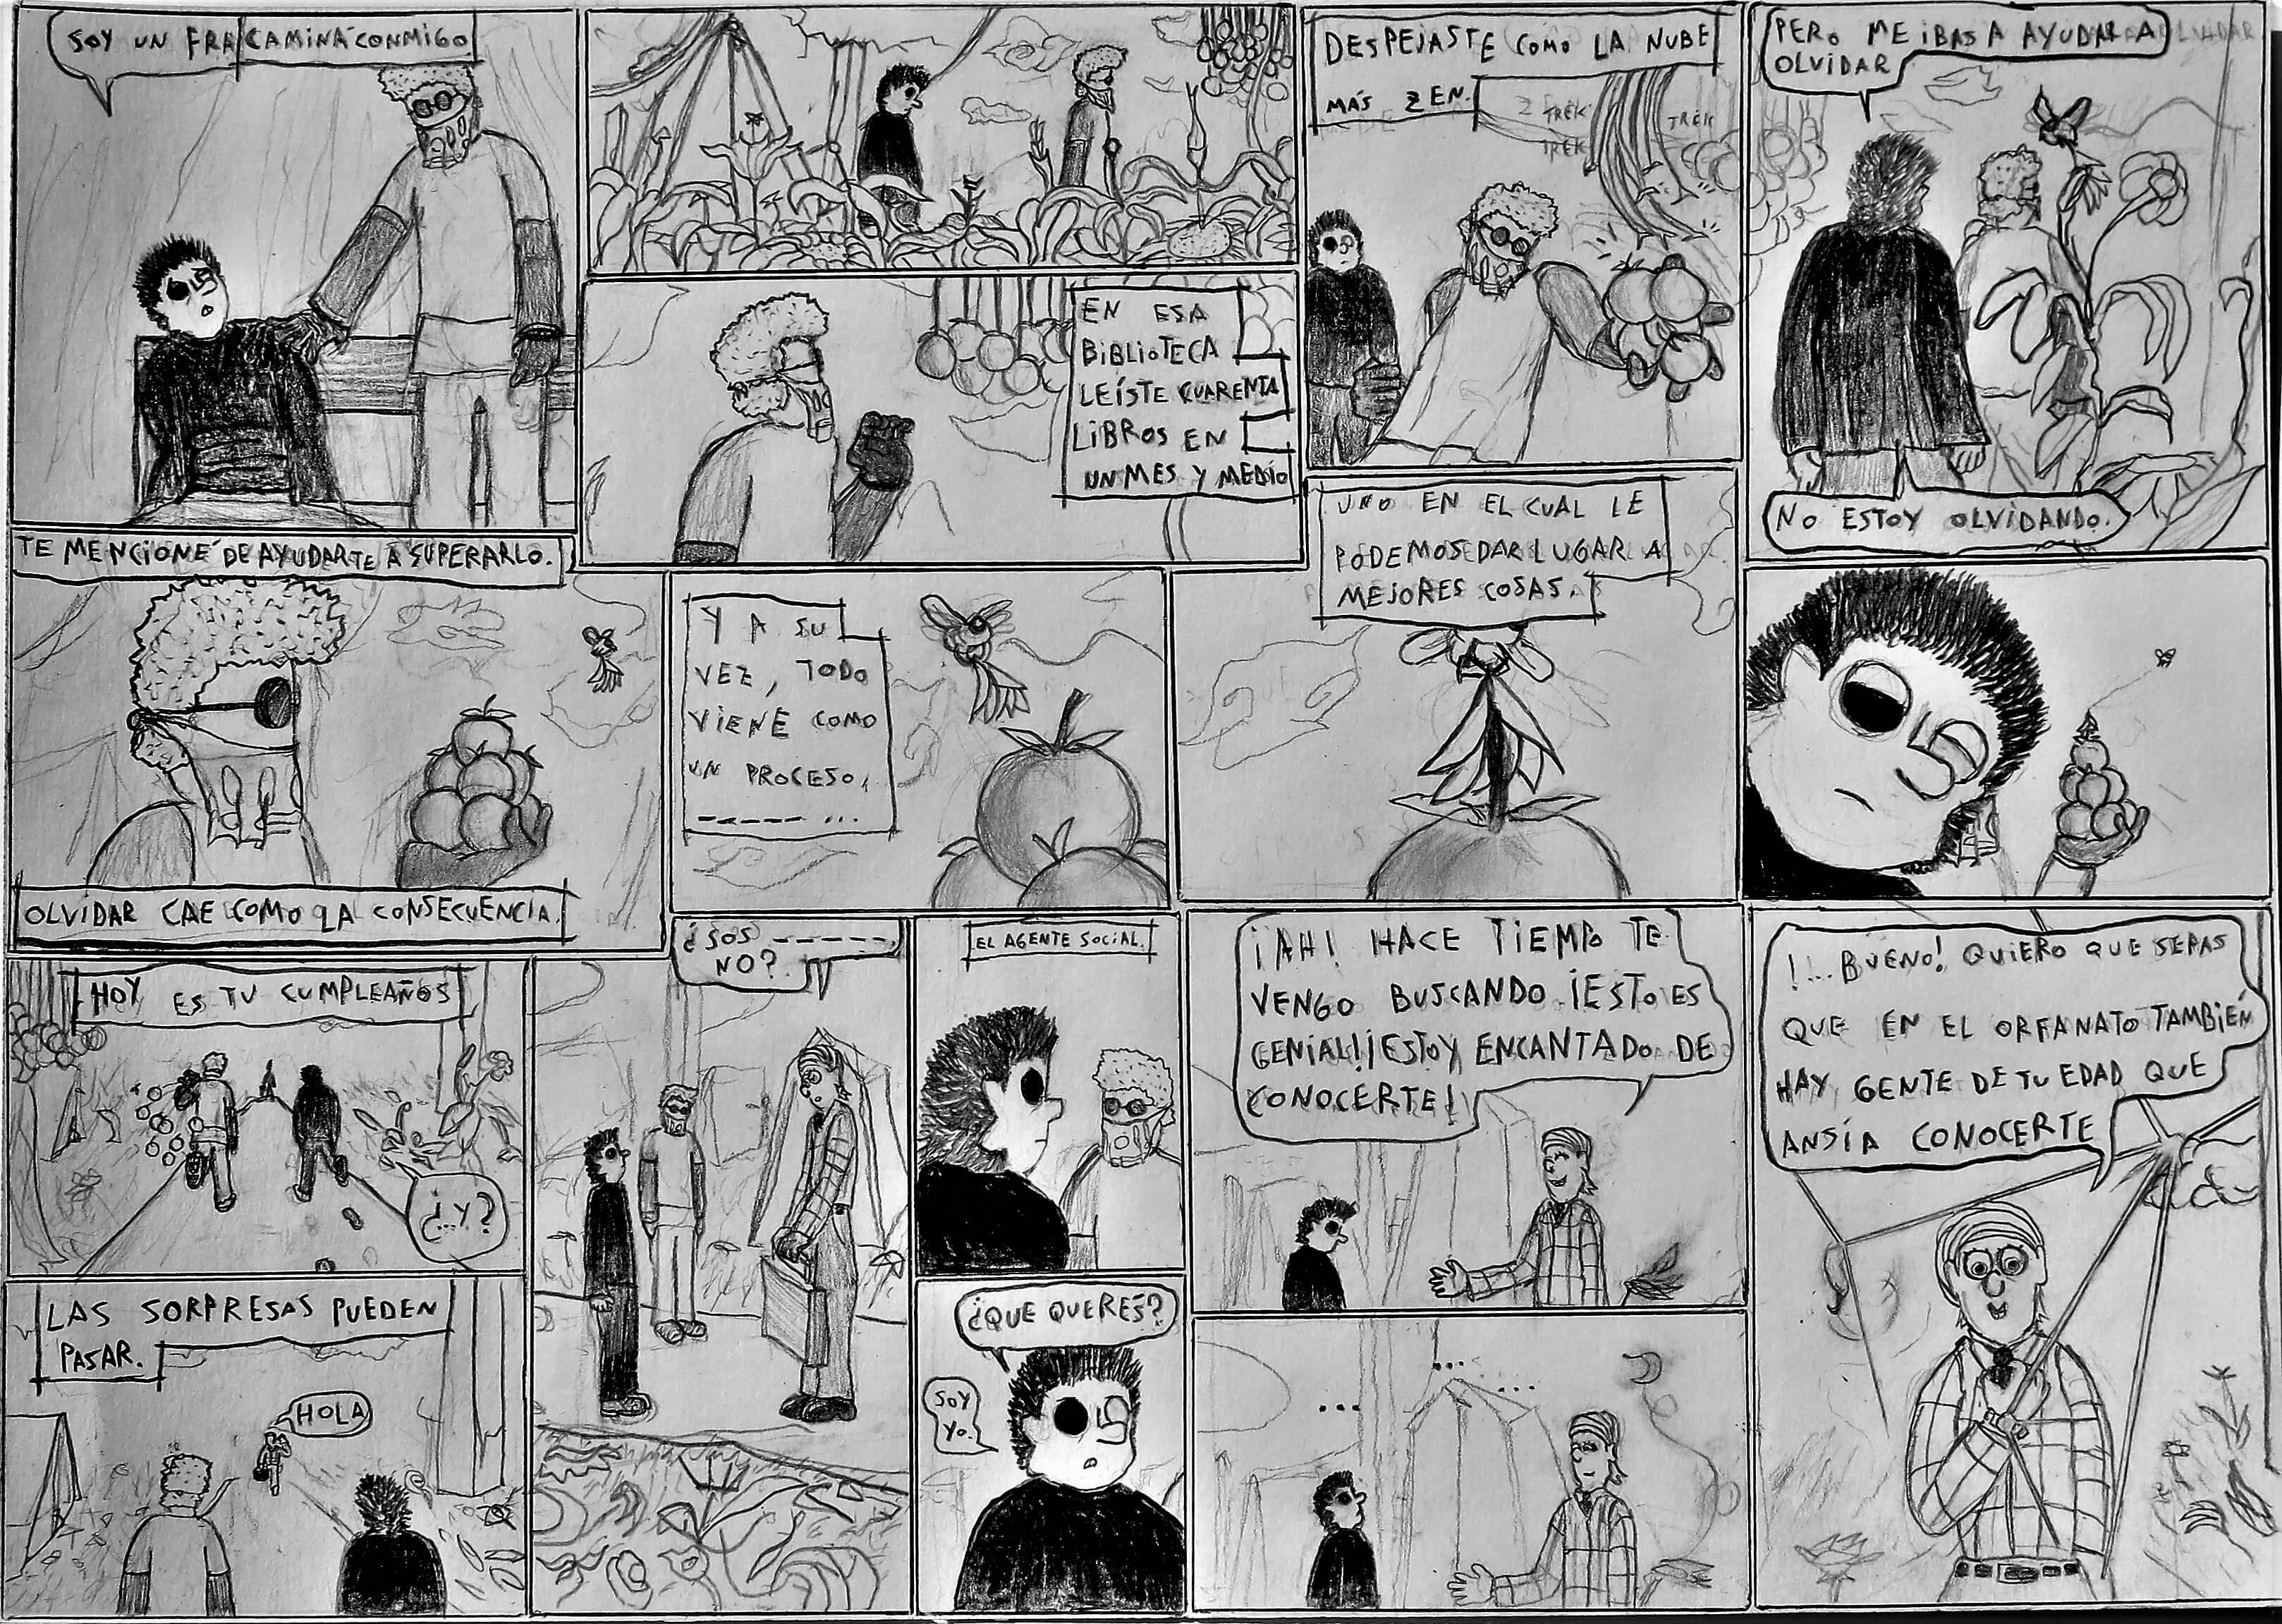 SOY UN FRA CAMINÁ CONMIGO
EN ESA
BIBLIOTECA
LEÍSTE CUARENTA
LIBROS EN
UN MES Y MEDIO
DESPEJASTE COMO LA NUBE
MÁS ZEN.
TREK
TREK
TREK
PERO ME IBAS A AYUDAR A
OLVIDAR
NO ESTOY OLVIDANDO.
TE MENCIONÉ DE AYUDARTE A SUPERARLO.
OLVIDAR CAE COMO LA CONSECUENCIA.
Y A SU
VEZ, TODO
VIENE COMO
UN PROCESO,
------ ...
UNO EN EL CUAL LE
PODEMOS DAR LUGAR A
MEJORES COSAS.
HOY ES TU CUMPLEAÑOS
¿...Y?
LAS SORPRESAS PUEDEN
PASAR.
HOLA
¿SOS ------,
NO?
EL AGENTE SOCIAL.
¿QUE QUERÉS?
SOY
YO.
¡AH! HACE TIEMPO TE
VENGO BUSCANDO ¡ESTO ES
GENIAL! ¡ESTOY ENCANTADO DE
CONOCERTE!
...
...
....
!...BUENO! QUIERO QUE SEPAS
QUE EN EL ORFANATO TAMBIÉN
HAY GENTE DE TU EDAD QUE
ANSÍA CONOCERTE